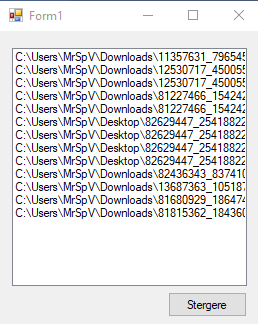 Form1
C:\Users\MrSpV\Downloads\11357631_796545
C:\Users\MrSpV\Downloads\12530717_450055
C:\Users\MrSpV\Downloads\12530717_450055
C:\Users\MrSpV\Downloads\81227466_154242
C:\Users\MrSpV\Downloads\81227466_154242
C:\Users\MrSpV\Desktop\82629447_25418822
C:\Users\MrSpV\Desktop\82629447_25418822
C:\Users\MrSpV\Desktop\82629447_25418822
C:\Users\MrSpV\Desktop\82629447_25418822
C:\Users\MrSpV\Downloads\82436343_837410
C:\Users\MrSpV\Downloads\13687363_105187
C:\Users\MrSpV\Downloads\81680929_186474
C:\Users\MrSpV\Downloads\81815362_184360
Stergere